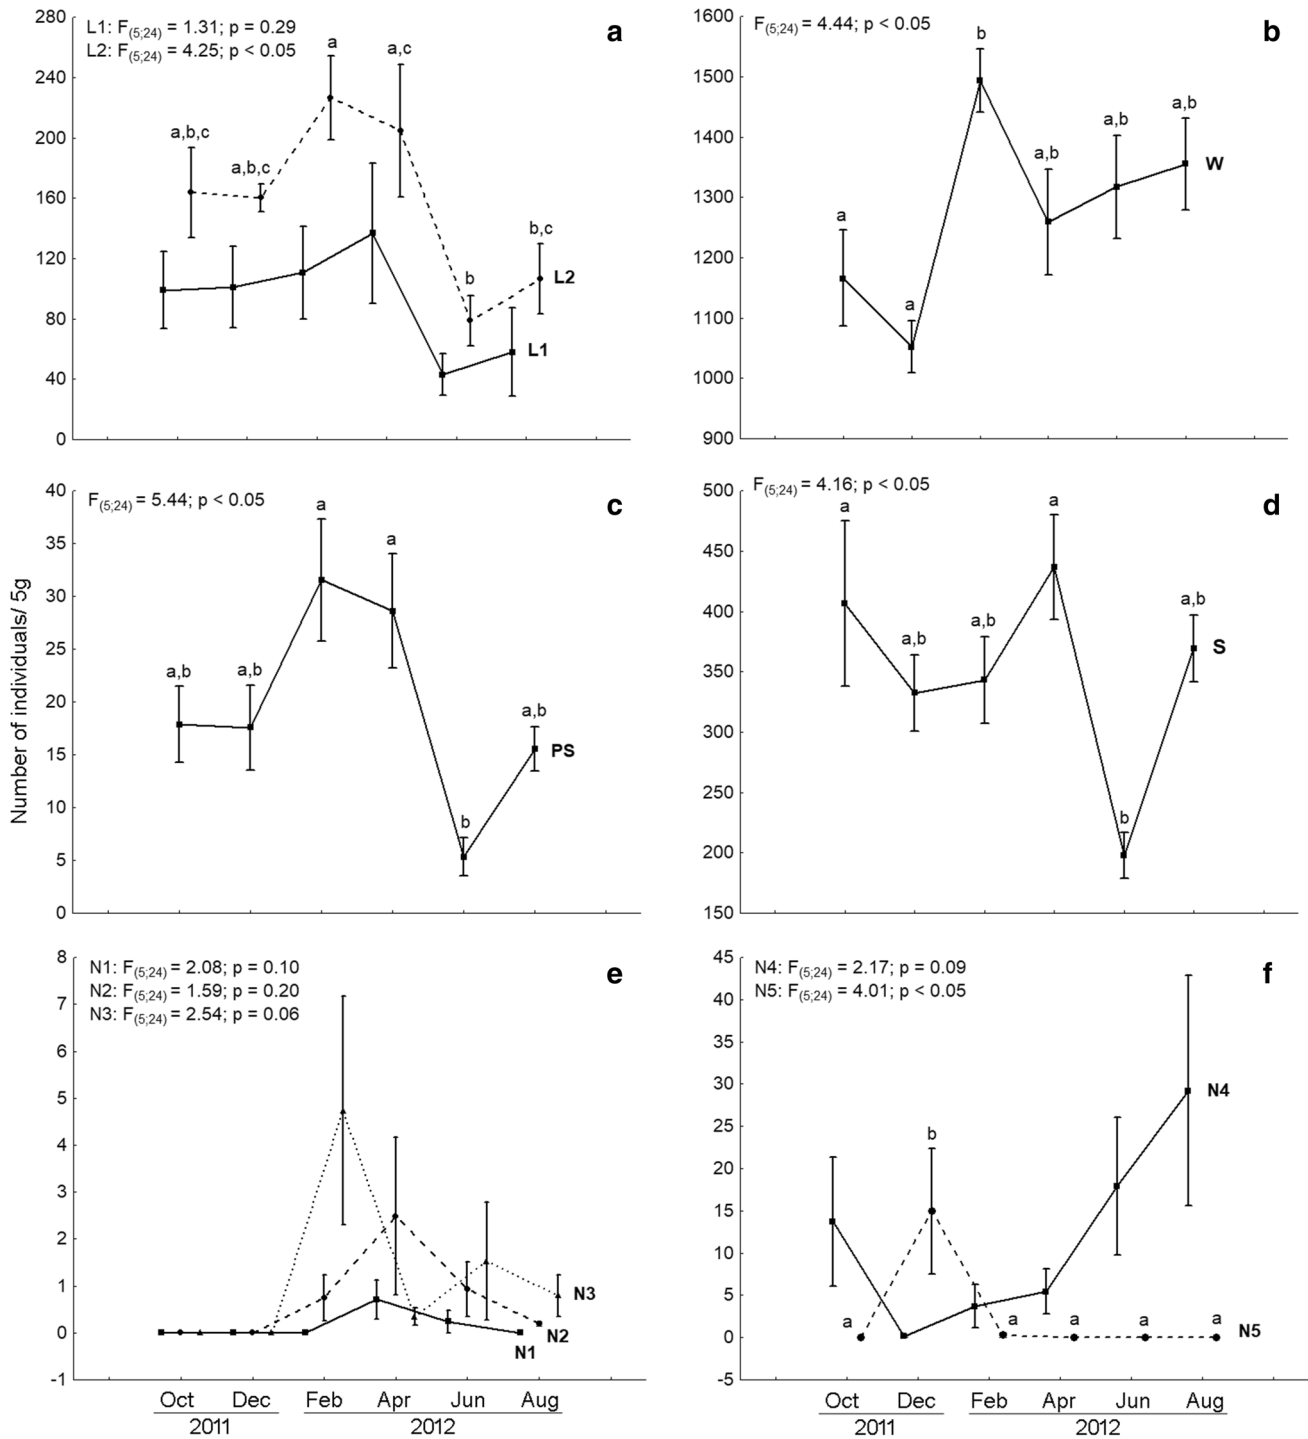 a
L1: F(5;24) = 1.31; p = 0.29
L2: F(5;24) = 4.25; p < 0.05
280
240
200
160
120
80
40
0
a,b,c
a,b,c
a
a,c
b
b,c
L2
L1
b
F(5;24) = 4.44; p < 0.05
1600
1500
1400
1300
1200
1100
1000
900
a
a
b
a,b
a,b
a,b
W
Number of individuals/ 5g
c
F(5;24) = 5.44; p < 0.05
40
35
30
25
20
15
10
5
0
a,b
a,b
a
a
b
a,b
PS
d
F(5;24) = 4.16; p < 0.05
500
450
400
350
300
250
200
150
a
a,b
a,b
a
b
a,b
S
e
N1: F(5;24) = 2.08; p = 0.10
N2: F(5;24) = 1.59; p = 0.20
N3: F(5;24) = 2.54; p = 0.06
8
7
6
5
4
3
2
1
0
-1
N3
N2
N1
Oct Dec Feb Apr Jun Aug
2011 2012
f
N4: F(5;24) = 2.17; p = 0.09
N5: F(5;24) = 4.01; p < 0.05
45
40
35
30
25
20
15
10
5
0
-5
a
b
a
a
a
a
N4
N5
Oct Dec Feb Apr Jun Aug
2011 2012